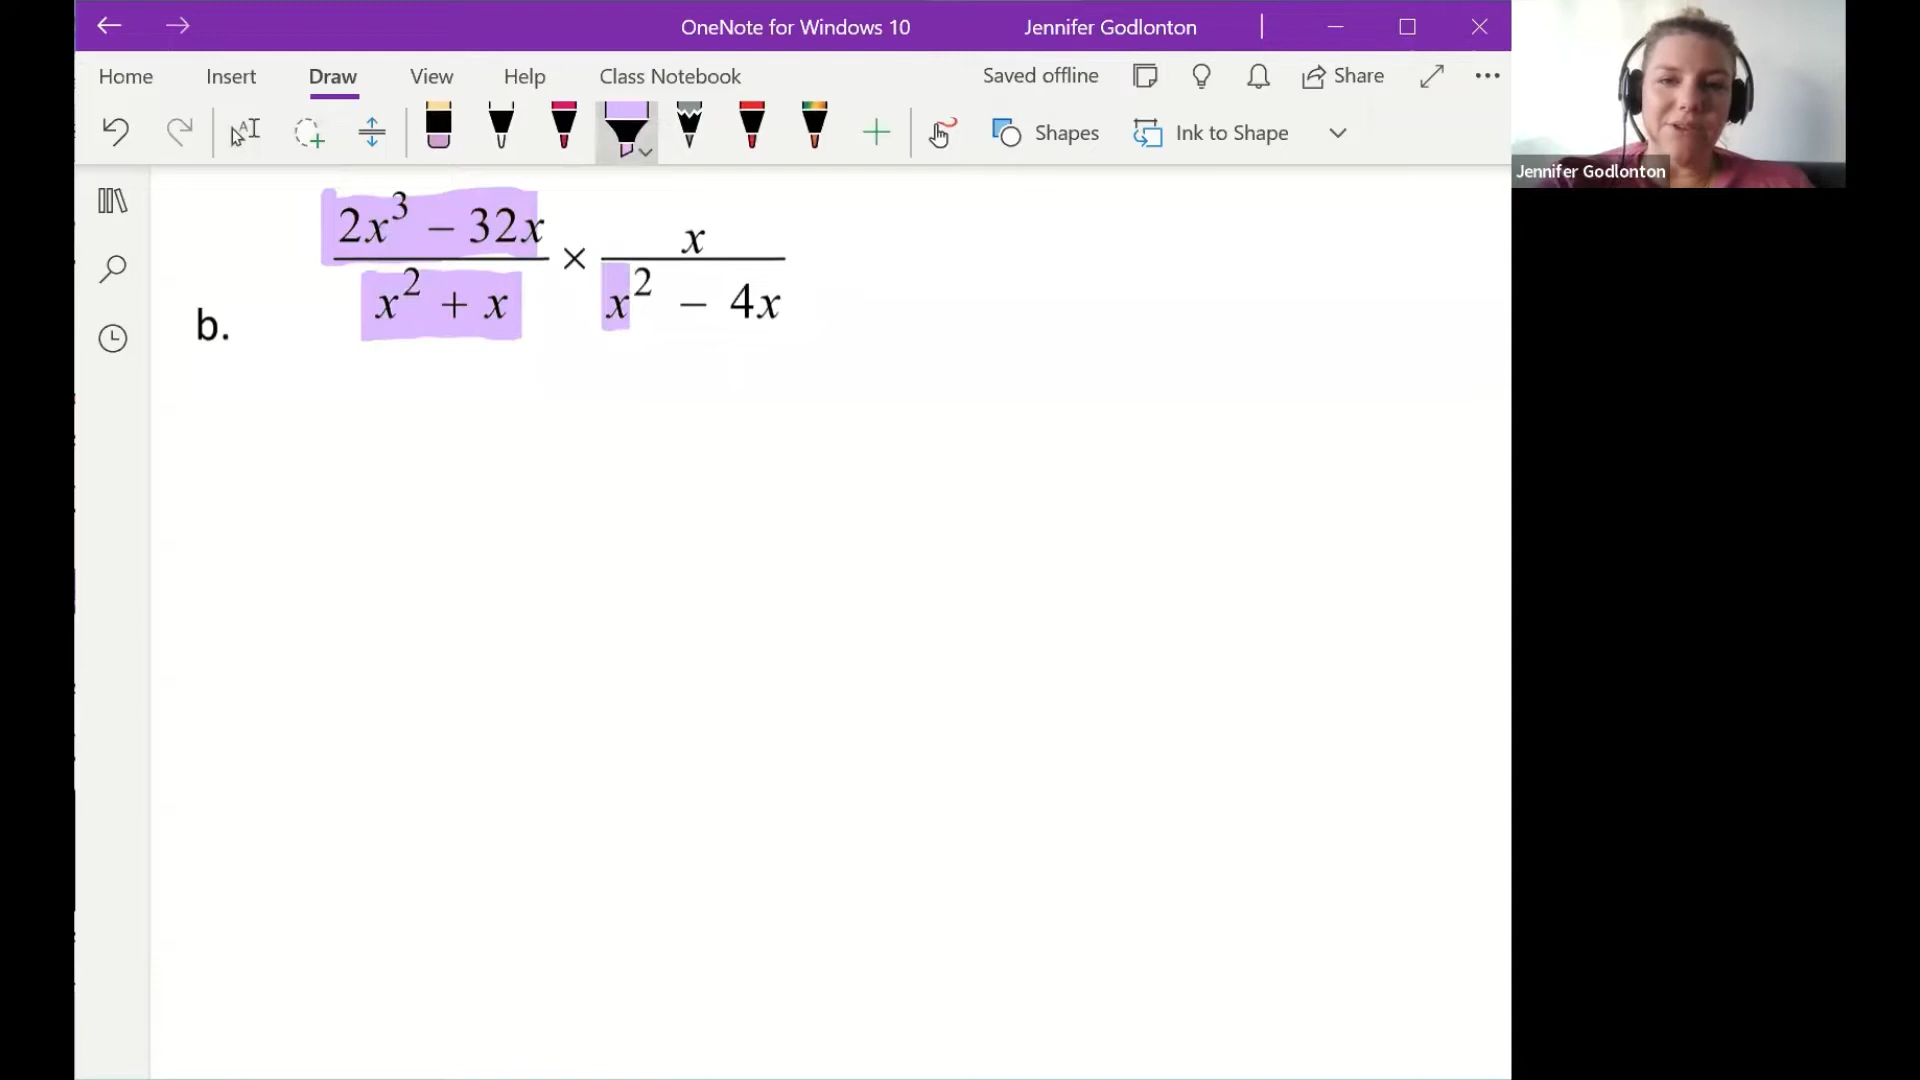 OneNote for Windows 10 Jennifer Godlonton
Home Insert Draw View Help Class Notebook Saved offline Share
Shapes Ink to Shape
Jennifer Godlonton
b. (2x³ − 32x)/(x² + x) × x/(x² − 4x)